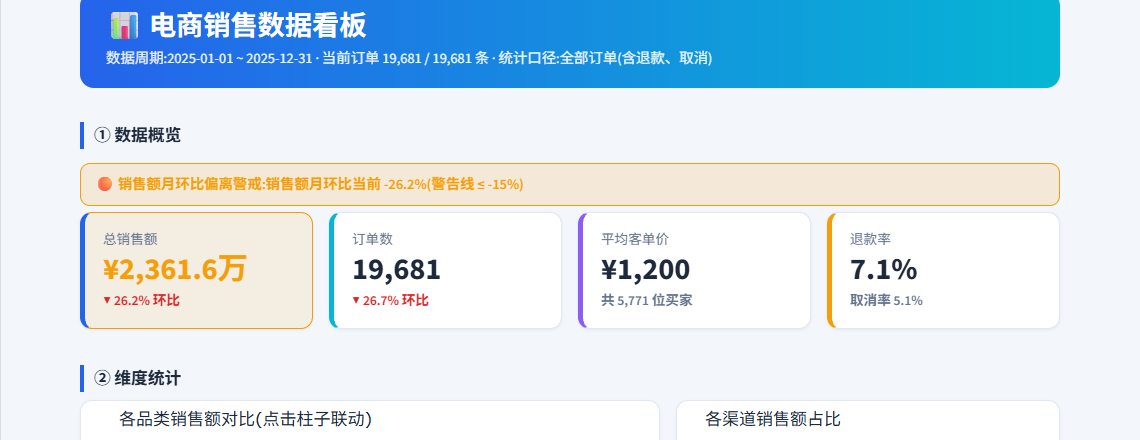 电商销售数据看板
数据周期:2025-01-01 ~ 2025-12-31 · 当前订单 19,681 / 19,681 条 · 统计口径:全部订单(含退款、取消)
① 数据概览
销售额月环比偏离警戒:销售额月环比当前 -26.2%(警告线 ≤ -15%)
总销售额
¥2,361.6万
▼ 26.2% 环比
订单数
19,681
▼ 26.7% 环比
平均客单价
¥1,200
共 5,771 位买家
退款率
7.1%
取消率 5.1%
② 维度统计
各品类销售额对比(点击柱子联动)
各渠道销售额占比